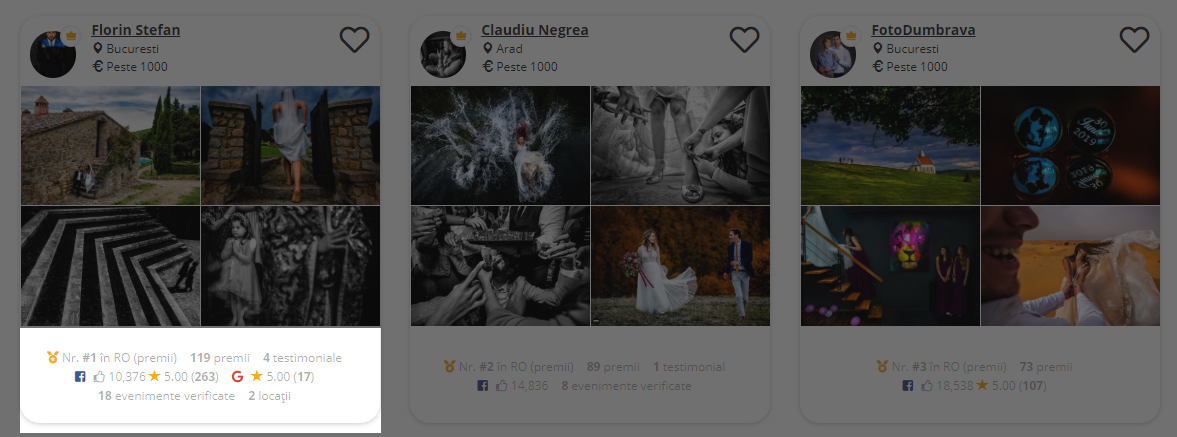 Florin Stefan
Bucuresti
€ Peste 1000
Nr. #1 în RO (premii) 119 premii 4 testimoniale
10,376 ★ 5.00 (263) G ★ 5.00 (17)
18 evenimente verificate 2 locații
Claudiu Negrea
Arad
€ Peste 1000
Nr. #2 în RO (premii) 89 premii 1 testimonial
14,836 8 evenimente verificate
FotoDumbrava
Bucuresti
€ Peste 1000
30
Iunie
2019
Nr. #3 în RO (premii) 73 premii
18,538 ★ 5.00 (107)